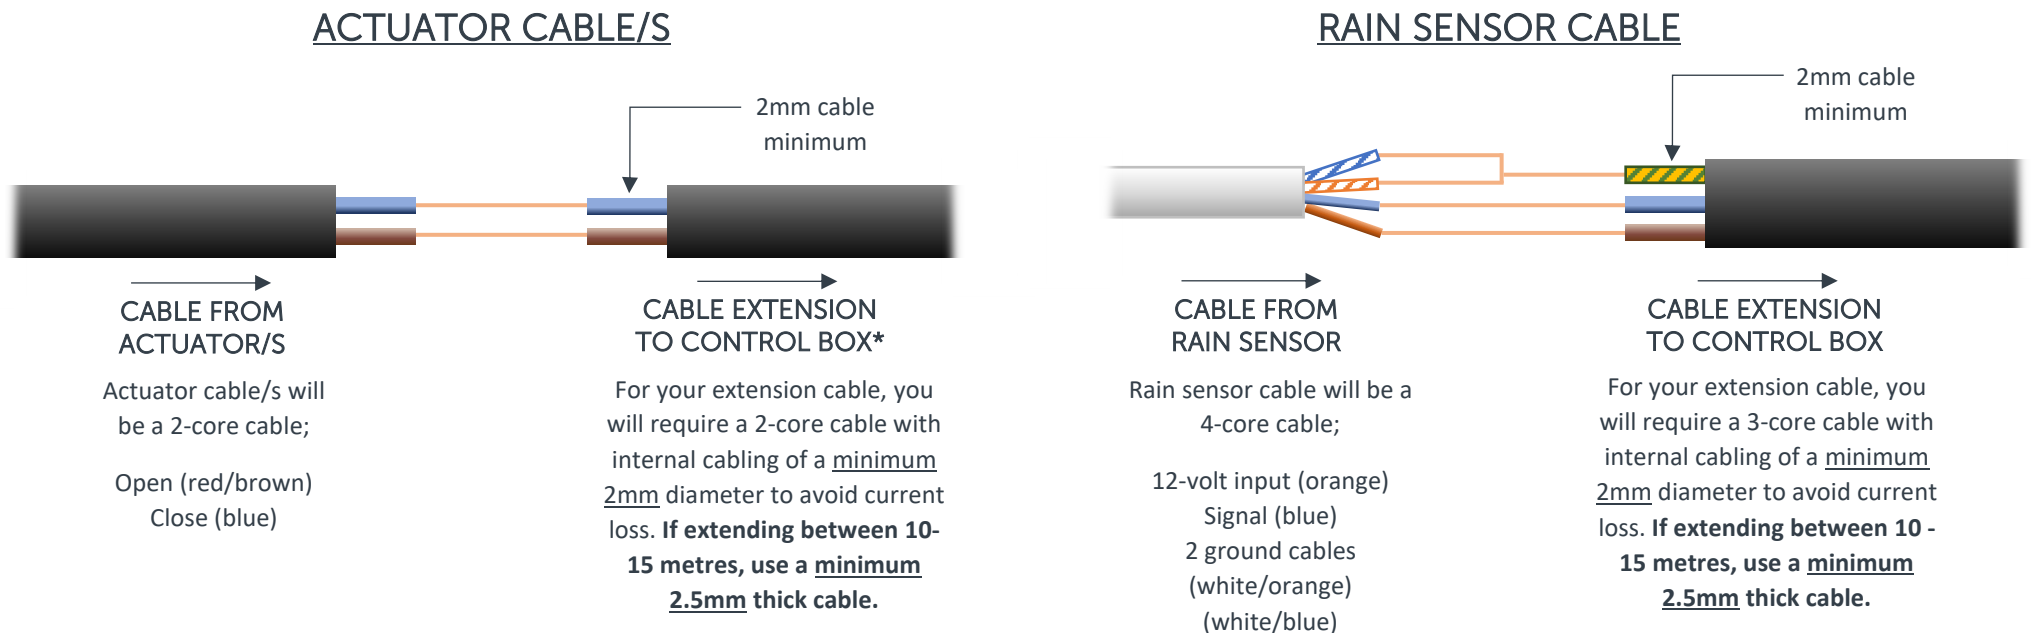 ACTUATOR CABLE/S
2mm cable
minimum
CABLE FROM
ACTUATOR/S
Actuator cable/s will
be a 2-core cable;
Open (red/brown)
Close (blue)
CABLE EXTENSION
TO CONTROL BOX*
For your extension cable, you
will require a 2-core cable with
internal cabling of a minimum
2mm diameter to avoid current
loss. If extending between 10-
15 metres, use a minimum
2.5mm thick cable.
RAIN SENSOR CABLE
2mm cable
minimum
CABLE FROM
RAIN SENSOR
Rain sensor cable will be a
4-core cable;
12-volt input (orange)
Signal (blue)
2 ground cables
(white/orange)
(white/blue)
CABLE EXTENSION
TO CONTROL BOX
For your extension cable, you
will require a 3-core cable with
internal cabling of a minimum
2mm diameter to avoid current
loss. If extending between 10 -
15 metres, use a minimum
2.5mm thick cable.